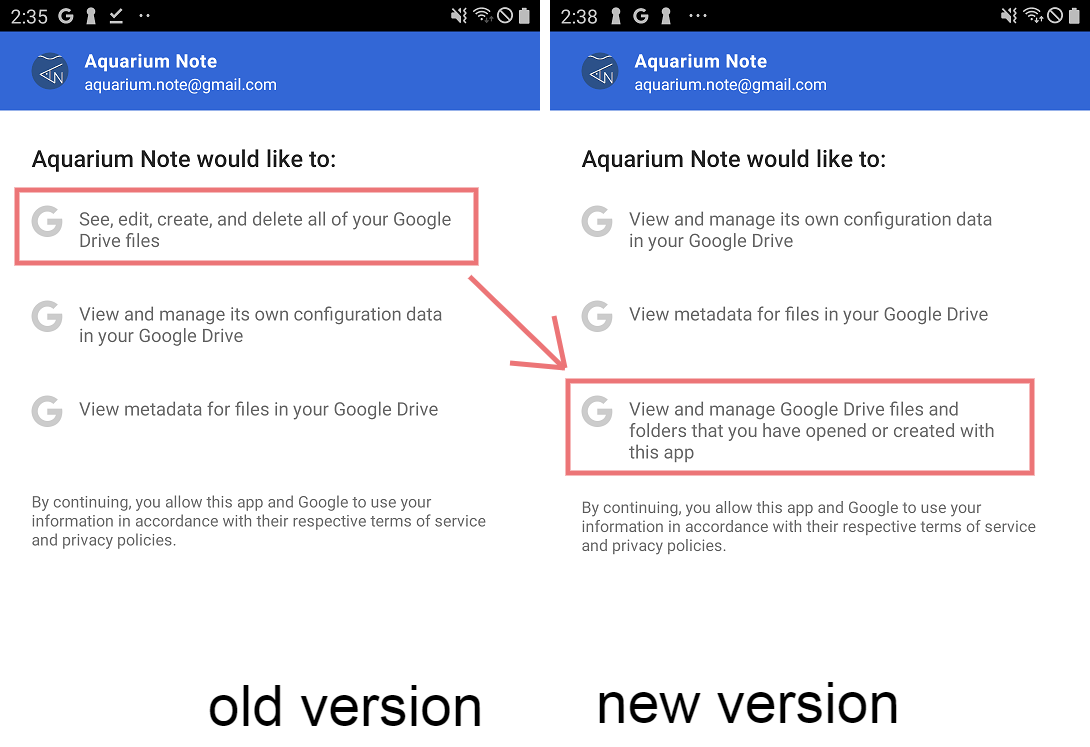 2:35
Aquarium Note
aquarium.note@gmail.com
Aquarium Note would like to:
See, edit, create, and delete all of your Google
Drive files
View and manage its own configuration data
in your Google Drive
View metadata for files in your Google Drive
By continuing, you allow this app and Google to use your
information in accordance with their respective terms of service
and privacy policies.
old version
2:38
Aquarium Note
aquarium.note@gmail.com
Aquarium Note would like to:
View and manage its own configuration data
in your Google Drive
View metadata for files in your Google Drive
View and manage Google Drive files and
folders that you have opened or created with
this app
By continuing, you allow this app and Google to use your
information in accordance with their respective terms of service
and privacy policies.
new version